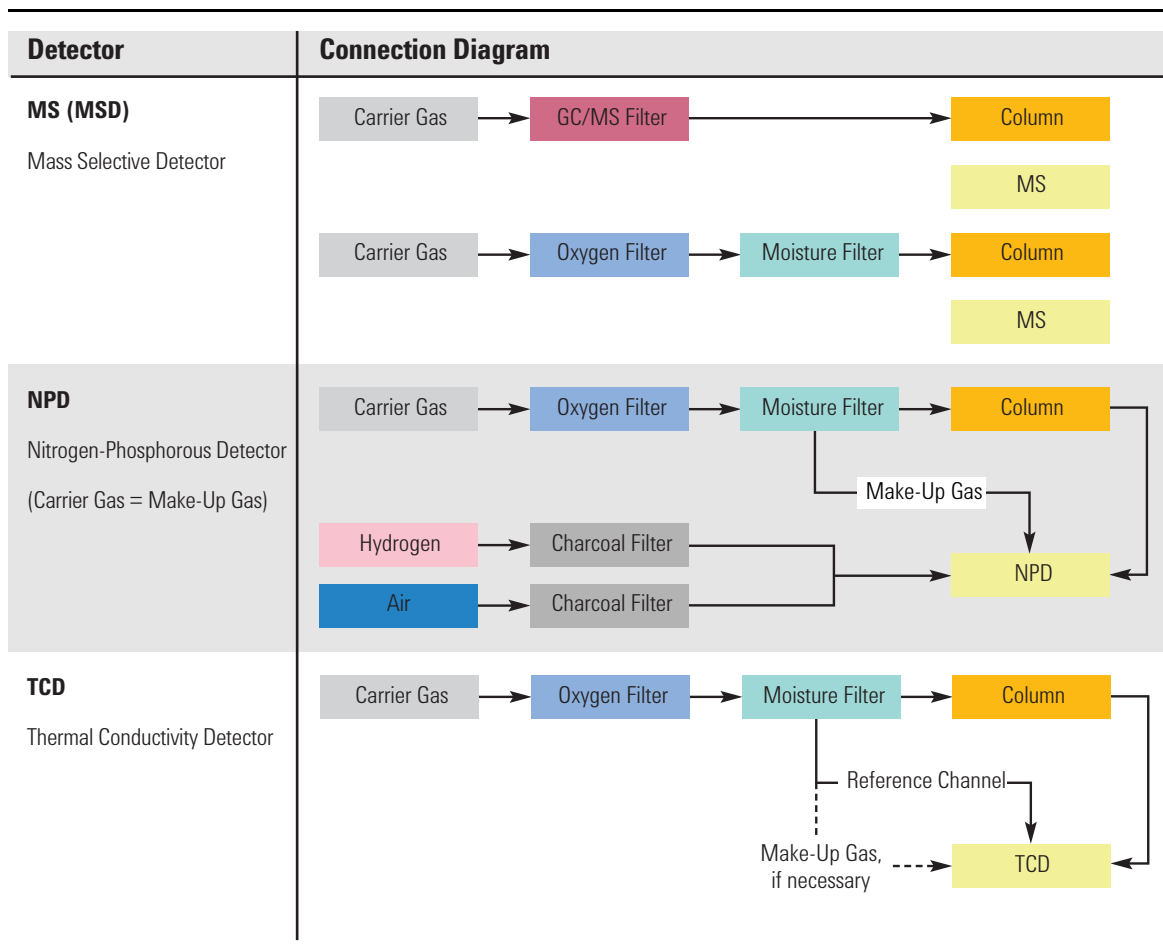 Detector
Connection Diagram
MS (MSD)
Mass Selective Detector
Carrier Gas
GC/MS Filter
Column
MS
Carrier Gas
Oxygen Filter
Moisture Filter
Column
MS
NPD
Nitrogen-Phosphorous Detector
(Carrier Gas = Make-Up Gas)
Carrier Gas
Oxygen Filter
Moisture Filter
Column
Make-Up Gas
Hydrogen
Charcoal Filter
NPD
Air
Charcoal Filter
TCD
Thermal Conductivity Detector
Carrier Gas
Oxygen Filter
Moisture Filter
Column
Reference Channel
Make-Up Gas,
if necessary
TCD